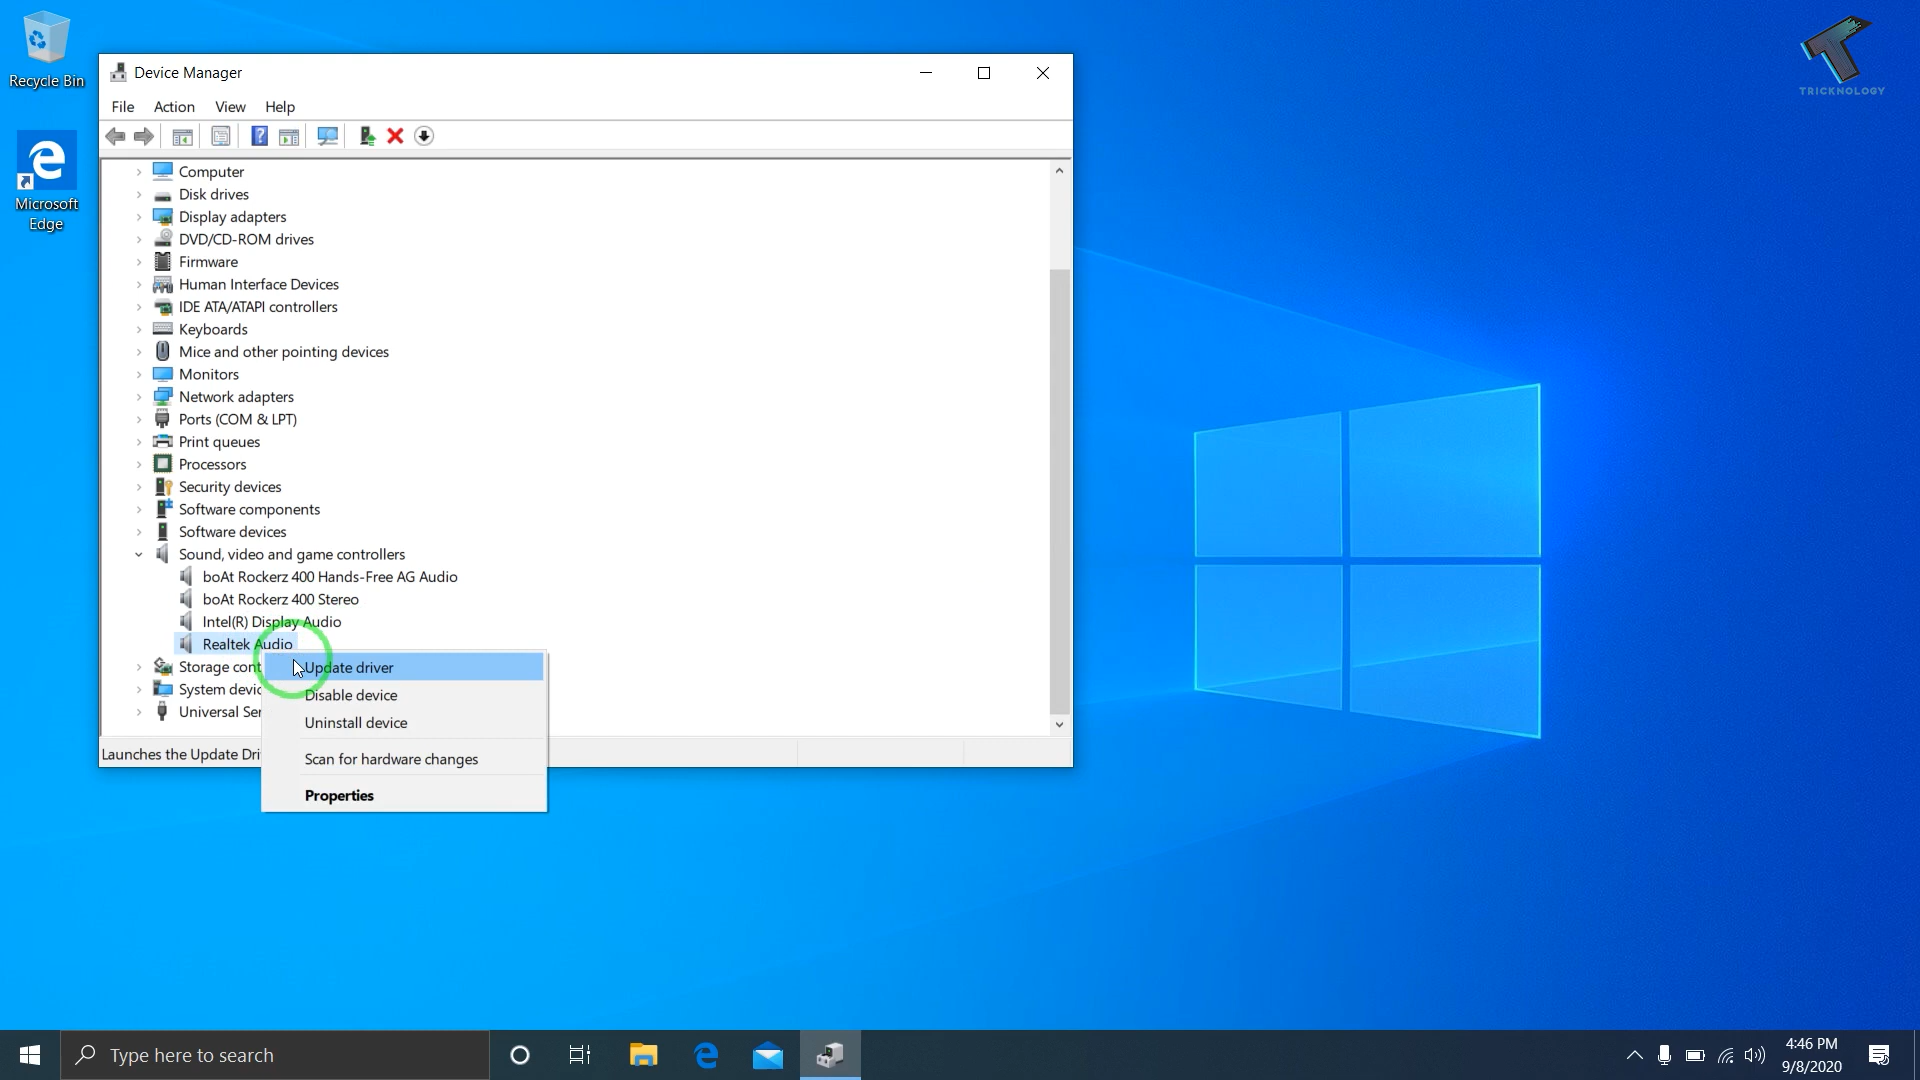 Recycle Bin
Microsoft
Edge
TRICKNOLOGY
Device Manager
File Action View Help
Computer
Disk drives
Display adapters
DVD/CD-ROM drives
Firmware
Human Interface Devices
IDE ATA/ATAPI controllers
Keyboards
Mice and other pointing devices
Monitors
Network adapters
Ports (COM & LPT)
Print queues
Processors
Security devices
Software components
Software devices
Sound, video and game controllers
boAt Rockerz 400 Hands-Free AG Audio
boAt Rockerz 400 Stereo
Intel(R) Display Audio
Realtek Audio
Storage cont
System devic
Universal Ser
Launches the Update Dri
Update driver
Disable device
Uninstall device
Scan for hardware changes
Properties
Type here to search
4:46 PM
9/8/2020